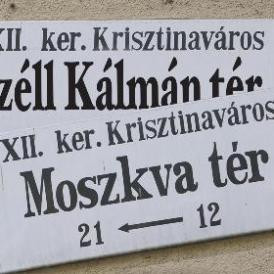 XII. ker. Krisztinaváros
zéll Kálmán tér
XII. ker. Krisztinaváros
Moszkva tér
21 ← 12